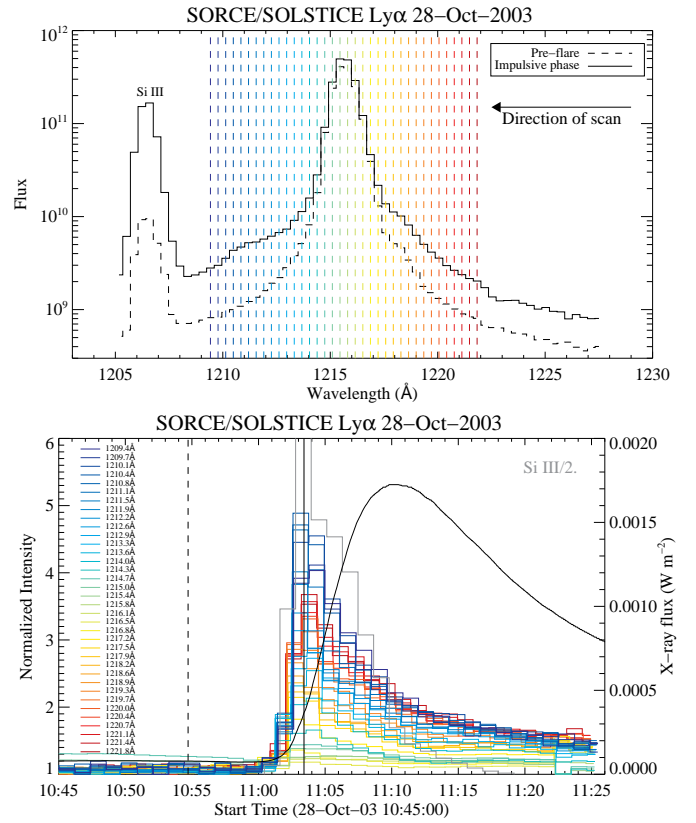 SORCE/SOLSTICE Lyα 28−Oct−2003
10¹²
10¹¹
10¹⁰
10⁹
Flux
Si III
Pre−flare
Impulsive phase
Direction of scan
1205 1210 1215 1220 1225 1230
Wavelength (Å)
SORCE/SOLSTICE Lyα 28−Oct−2003
6
5
4
3
2
1
Normalized Intensity
1209.4Å
1209.7Å
1210.1Å
1210.4Å
1210.8Å
1211.1Å
1211.5Å
1211.9Å
1212.2Å
1212.6Å
1212.9Å
1213.3Å
1213.6Å
1214.0Å
1214.3Å
1214.7Å
1215.0Å
1215.4Å
1215.8Å
1216.1Å
1216.5Å
1216.8Å
1217.2Å
1217.5Å
1217.9Å
1218.2Å
1218.6Å
1218.9Å
1219.3Å
1219.7Å
1220.0Å
1220.4Å
1220.7Å
1221.1Å
1221.4Å
1221.8Å
Si III/2.
0.0020
0.0015
0.0010
0.0005
0.0000
X−ray flux (W m⁻²)
10:45 10:50 10:55 11:00 11:05 11:10 11:15 11:20 11:25
Start Time (28−Oct−03 10:45:00)